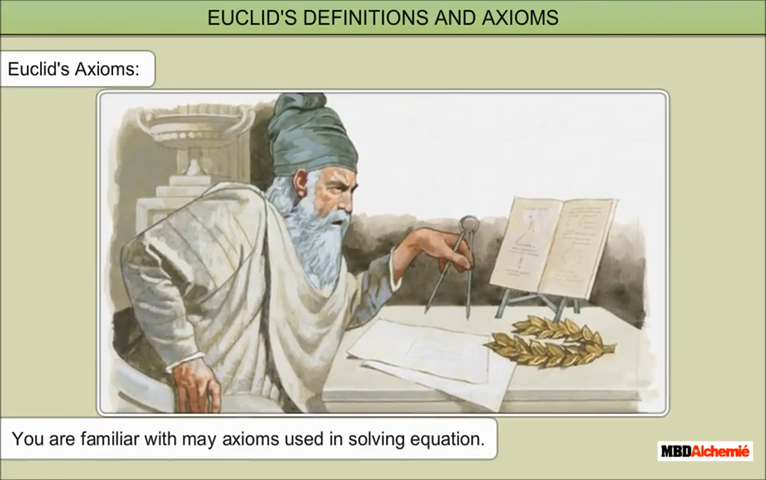 EUCLID'S DEFINITIONS AND AXIOMS
Euclid's Axioms:
You are familiar with may axioms used in solving equation.
MBDAlchemié